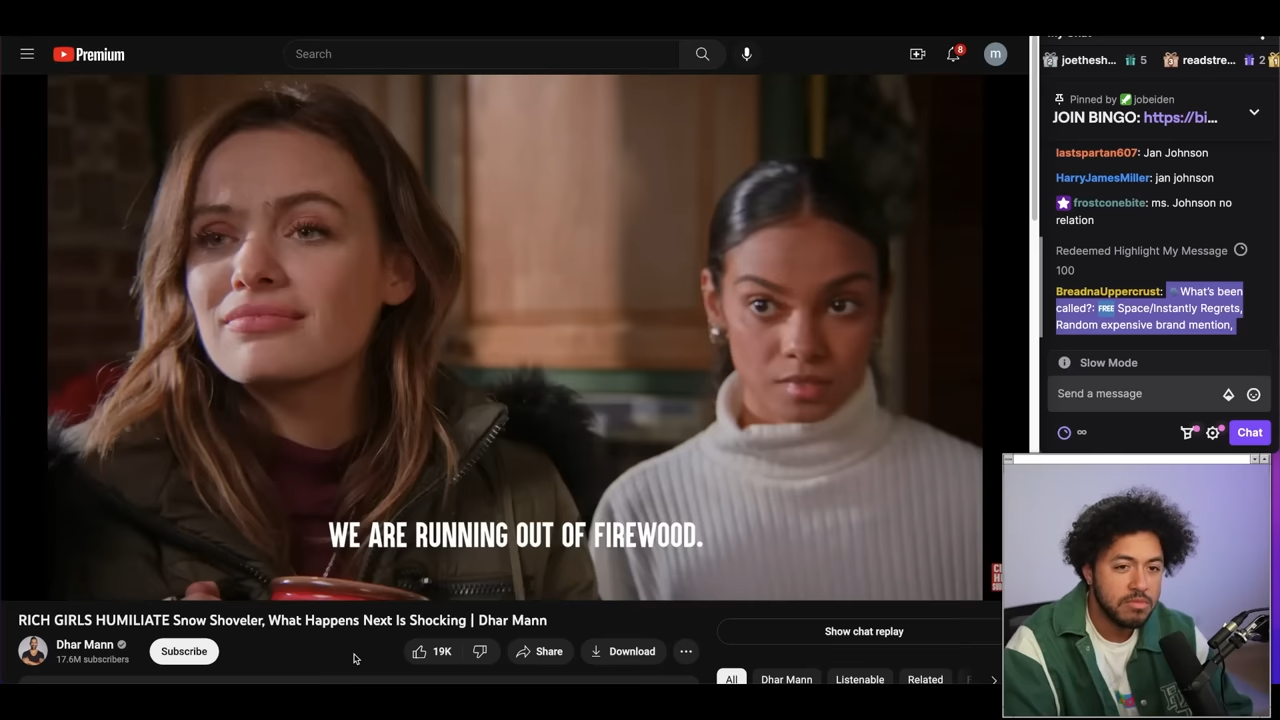 Premium
Search
8
m
joethesh... 5 readstre... 2
Pinned by jobeiden
JOIN BINGO: https://bi...
lastspartan607: Jan Johnson
HarryJamesMiller: jan johnson
frostconebite: ms. Johnson no
relation
Redeemed Highlight My Message
100
BreadnaUppercrust: What's been
called?: FREE Space/Instantly Regrets,
Random expensive brand mention,
Slow Mode
Send a message
Chat
WE ARE RUNNING OUT OF FIREWOOD.
RICH GIRLS HUMILIATE Snow Shoveler, What Happens Next Is Shocking | Dhar Mann
Dhar Mann
17.6M subscribers
Subscribe
19K
Share
Download
Show chat replay
All
Dhar Mann
Listenable
Related